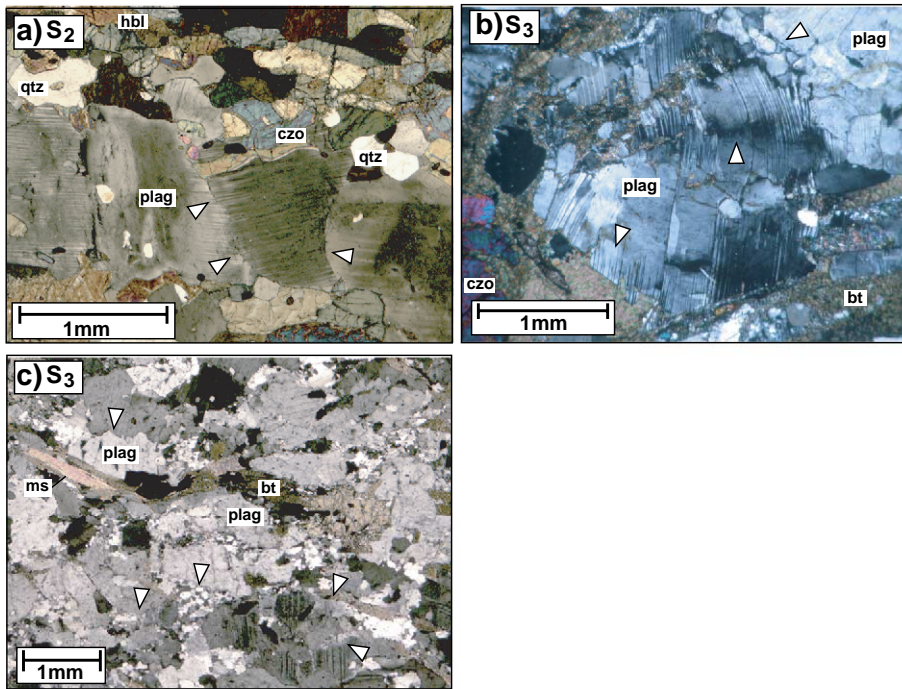 a) S2
hbl
qtz
czo
qtz
plag
1mm
b) S3
plag
plag
czo
bt
1mm
c) S3
plag
ms
bt
plag
1mm